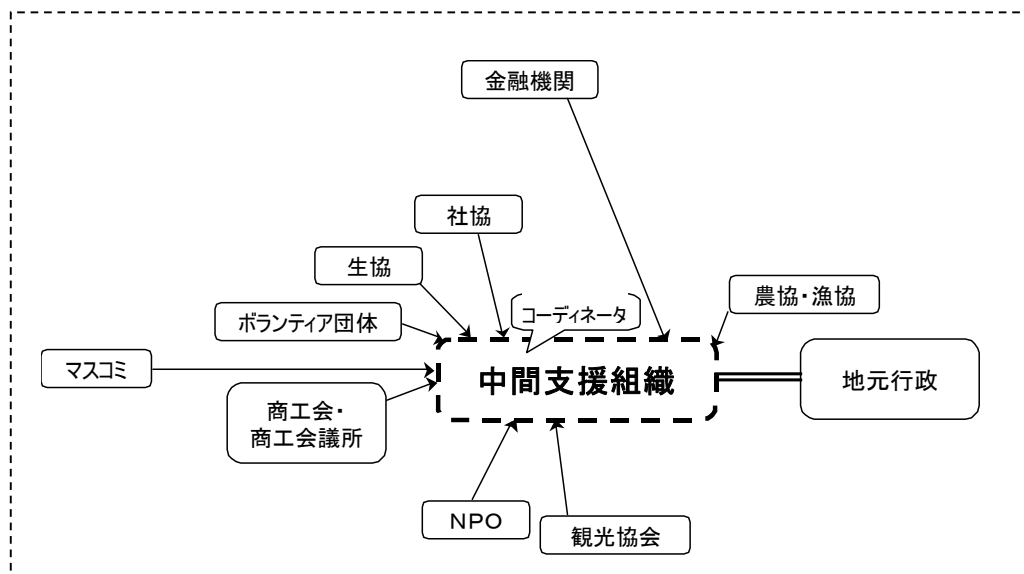 金融機関
社協
生協
農協・漁協
ボランティア団体
コーディネータ
マスコミ
中間支援組織
地元行政
商工会・
商工会議所
NPO
観光協会